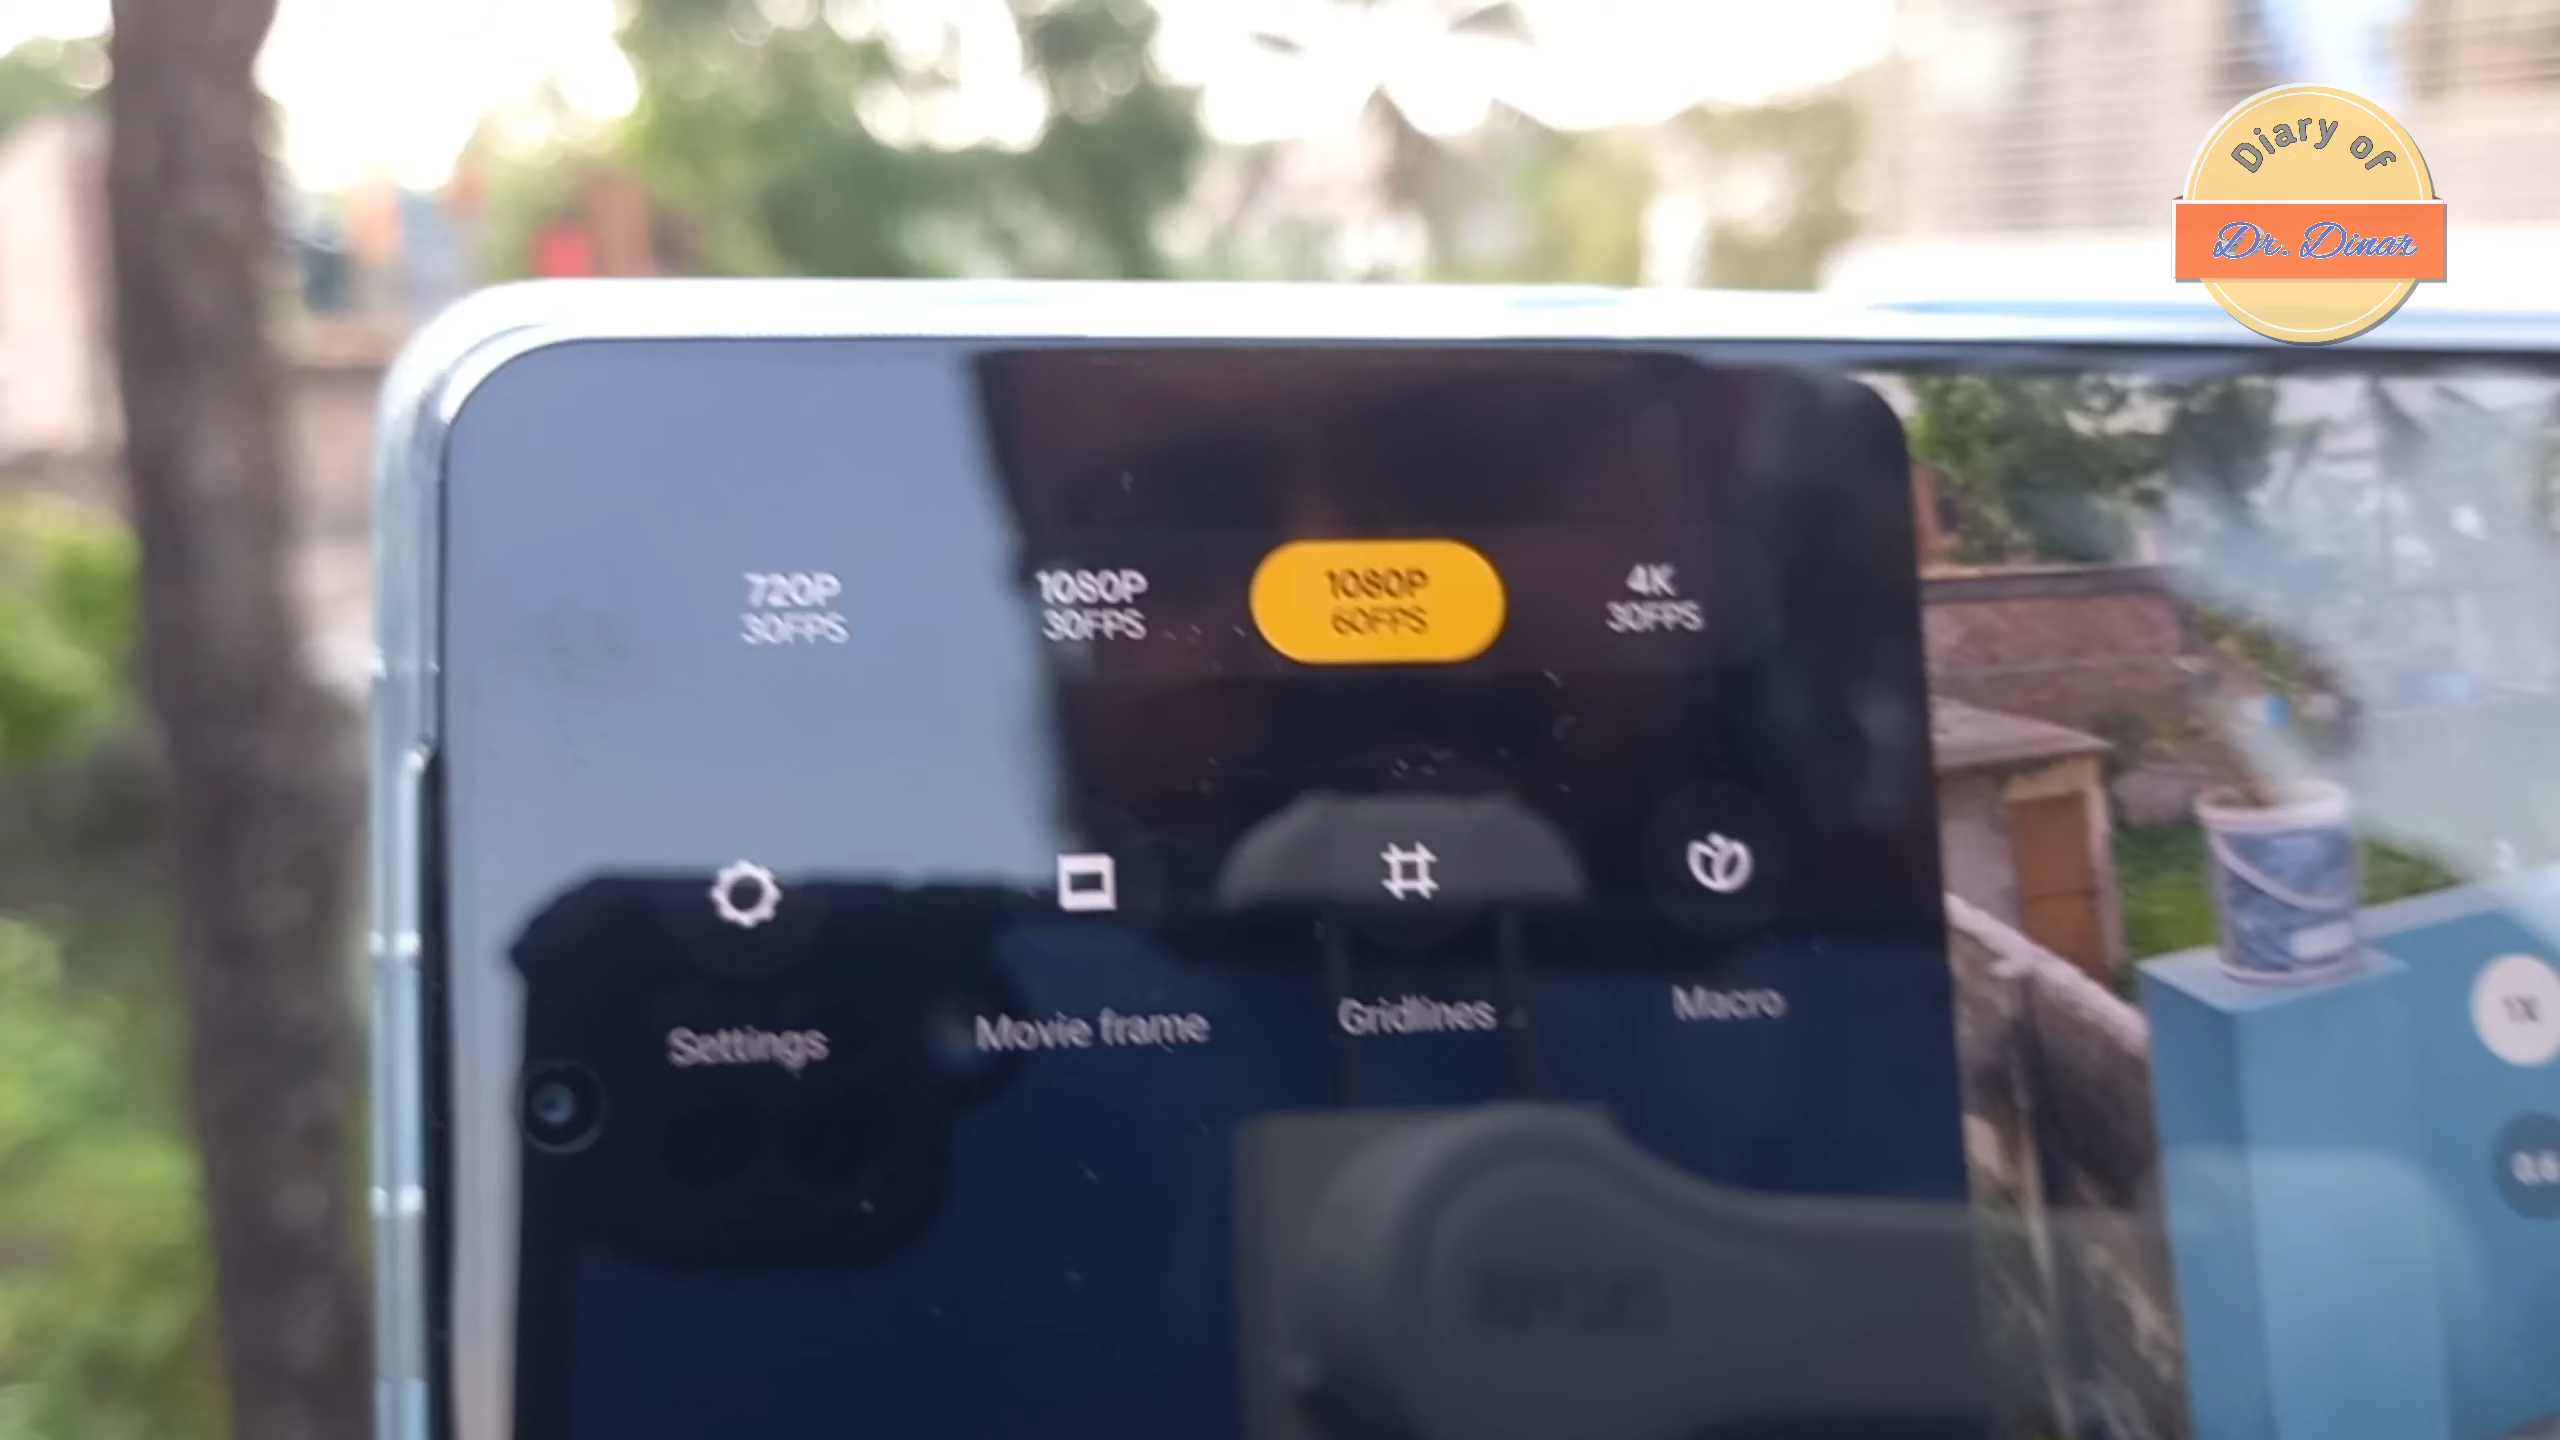 Diary of
Dr. Dinar
720P
30FPS
1080P
30FPS
1080P
60FPS
4K
30FPS
Settings
Movie frame
Gridlines
Macro
1X